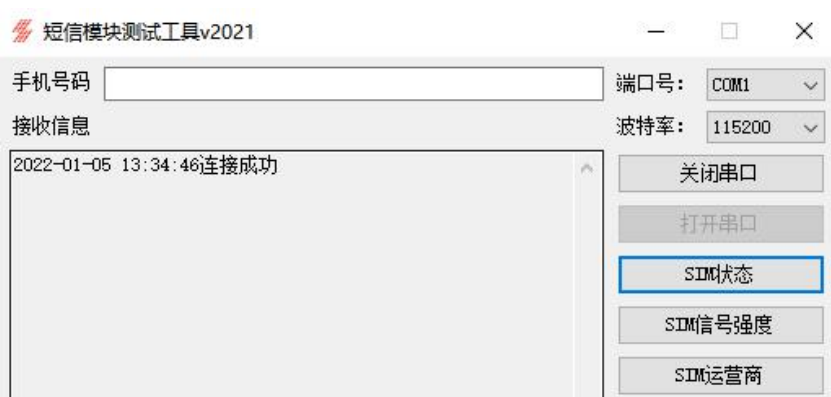 短信模块测试工具v2021
手机号码
端口号： COM1
接收信息
波特率： 115200
2022-01-05 13:34:46连接成功
关闭串口
打开串口
SIM状态
SIM信号强度
SIM运营商